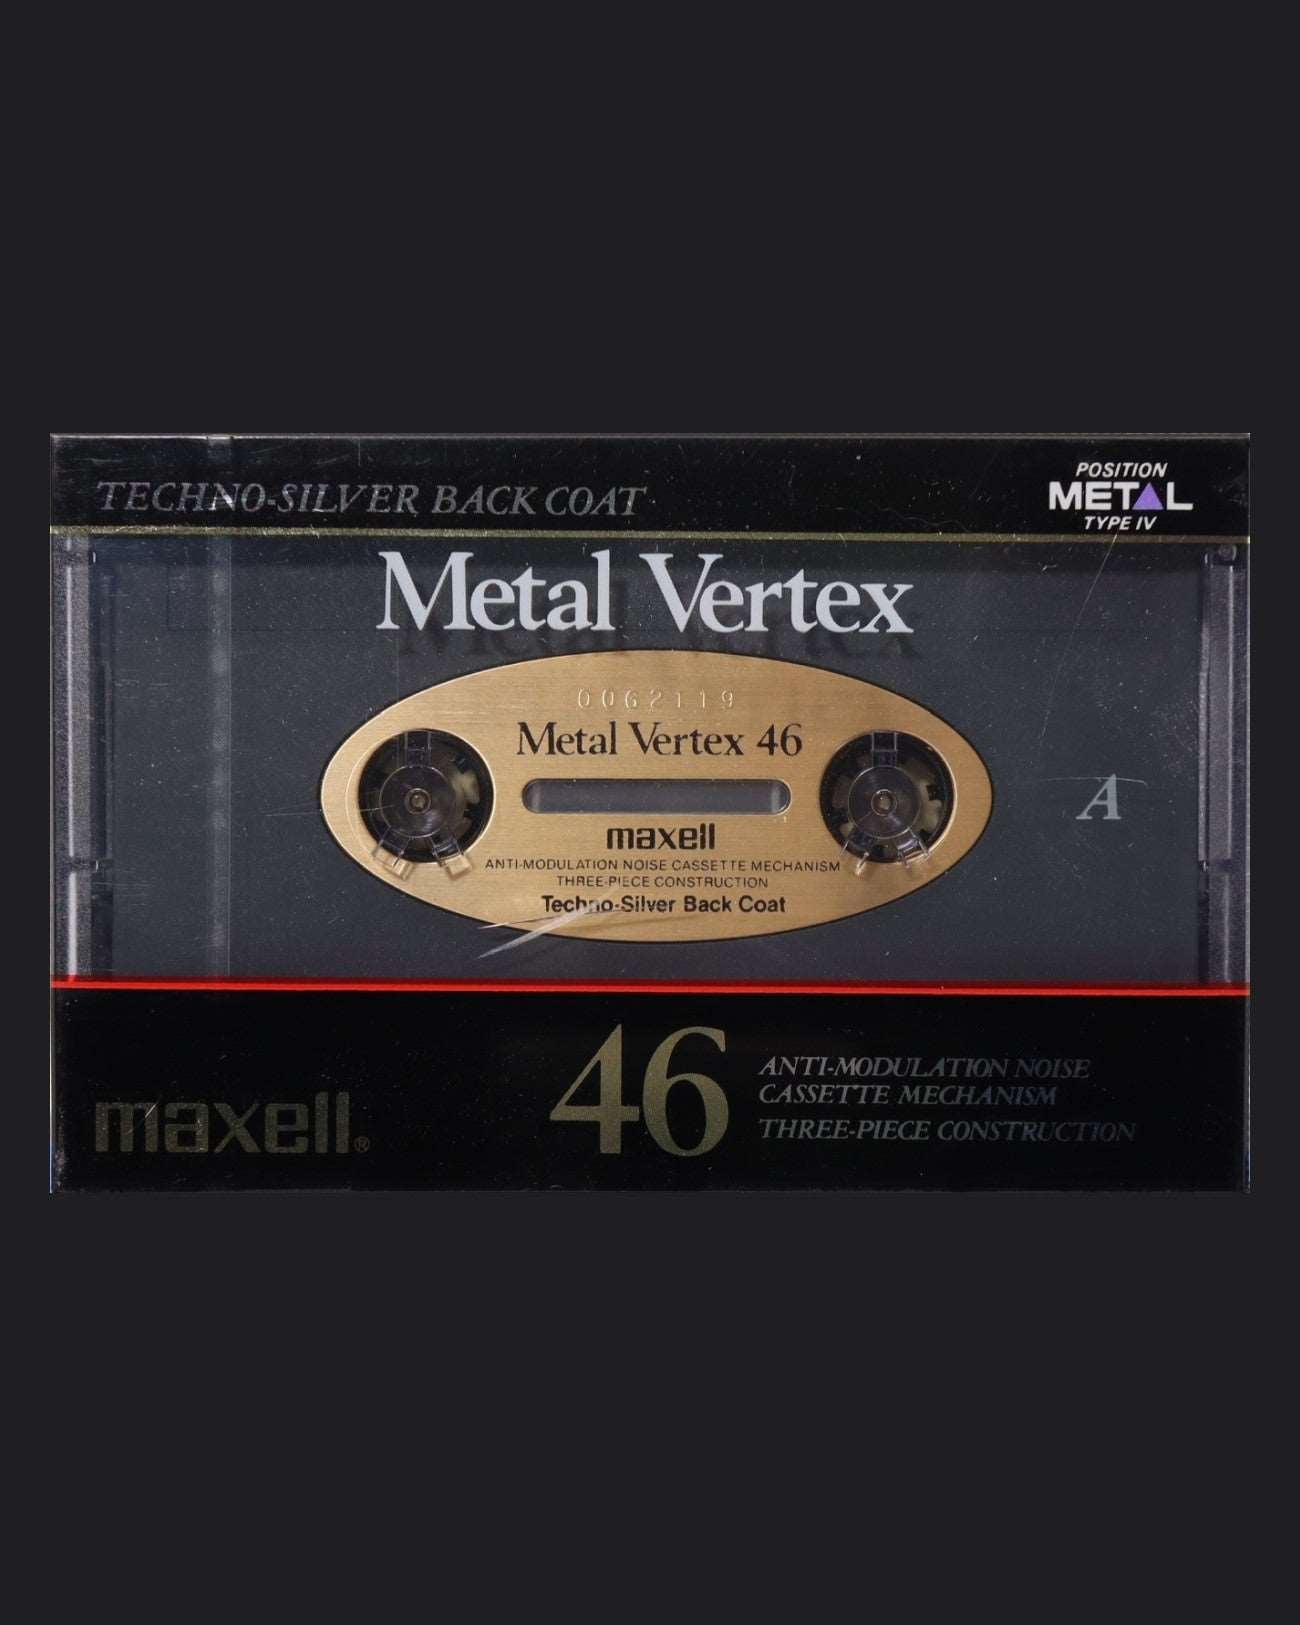 TECHNO-SILVER BACK COAT
POSITION
METAL
TYPE IV
Metal Vertex
0062119
Metal Vertex 46
maxell
ANTI-MODULATION NOISE CASSETTE MECHANISM
THREE-PIECE CONSTRUCTION
Techno-Silver Back Coat
A
maxell®
46
ANTI-MODULATION NOISE
CASSETTE MECHANISM
THREE-PIECE CONSTRUCTION